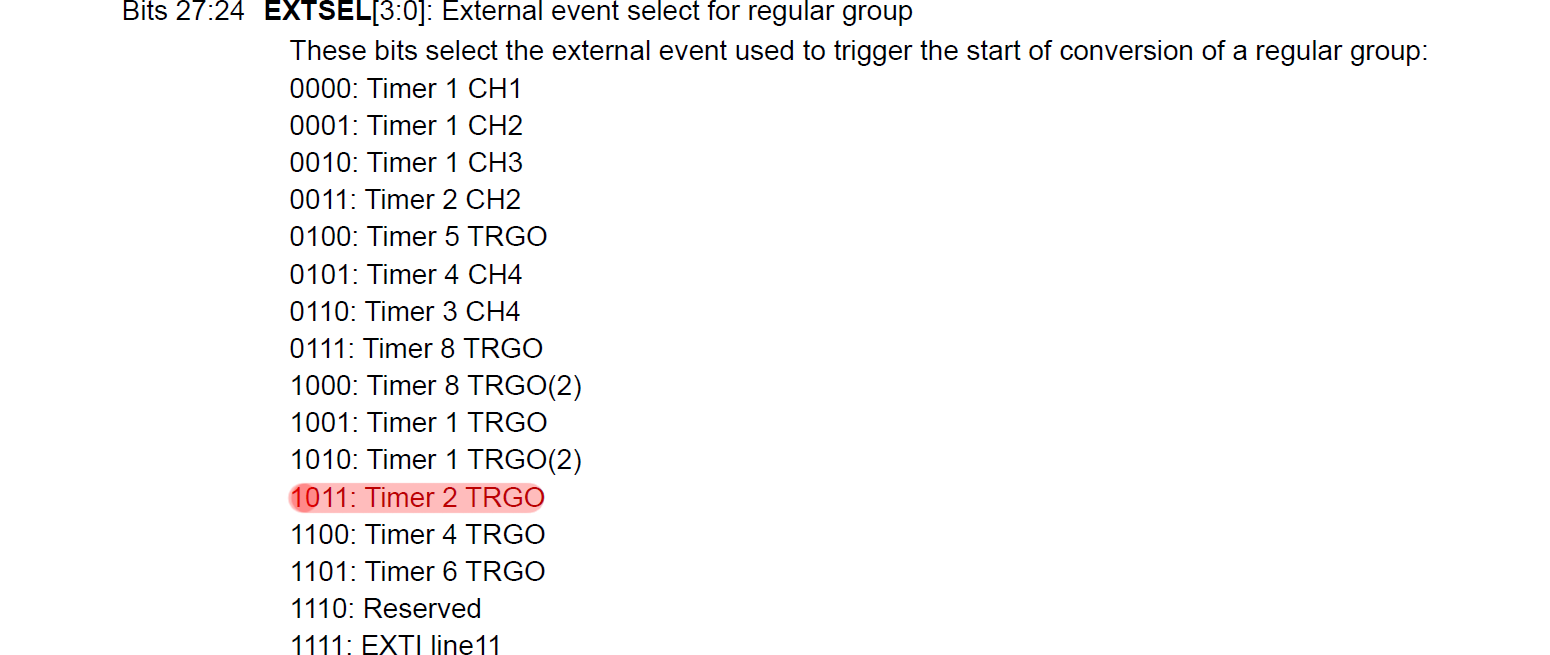 Bits 27:24 EXTSEL[3:0]: External event select for regular group
These bits select the external event used to trigger the start of conversion of a regular group:
0000: Timer 1 CH1
0001: Timer 1 CH2
0010: Timer 1 CH3
0011: Timer 2 CH2
0100: Timer 5 TRGO
0101: Timer 4 CH4
0110: Timer 3 CH4
0111: Timer 8 TRGO
1000: Timer 8 TRGO(2)
1001: Timer 1 TRGO
1010: Timer 1 TRGO(2)
1011: Timer 2 TRGO
1100: Timer 4 TRGO
1101: Timer 6 TRGO
1110: Reserved
1111: EXTI line11